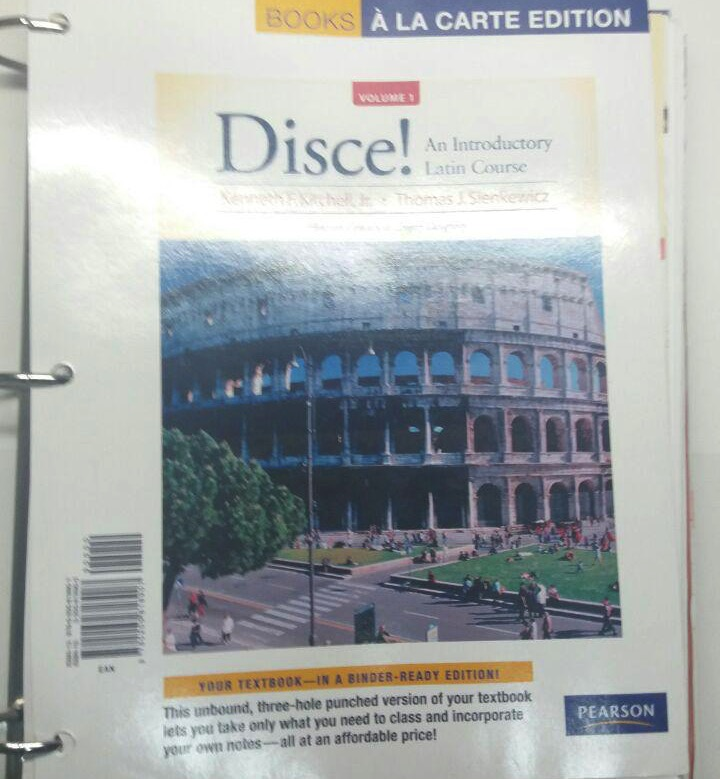 BOOKS À LA CARTE EDITION
VOLUME 1
Disce! An Introductory
Latin Course
Kenneth F. Kitchell, Jr. • Thomas J. Sienkewicz
EAN
YOUR TEXTBOOK—IN A BINDER-READY EDITION!
This unbound, three-hole punched version of your textbook
lets you take only what you need to class and incorporate
your own notes—all at an affordable price!
PEARSON